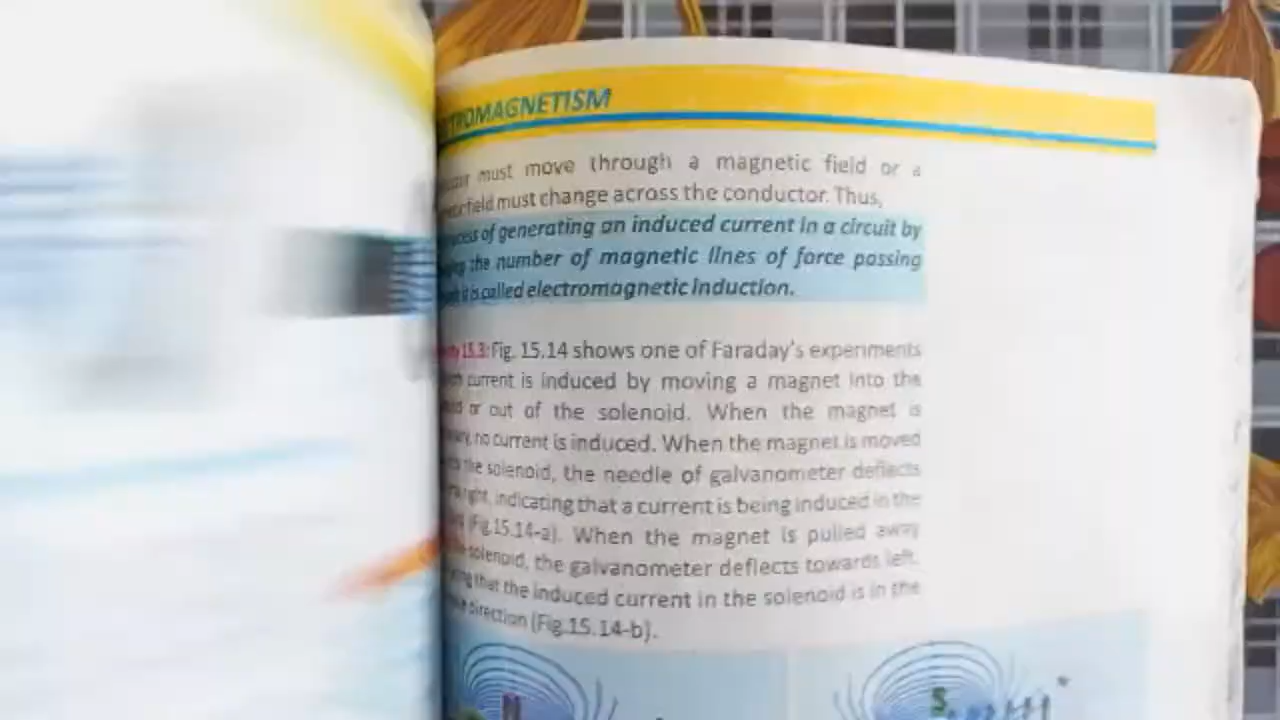 TROMAGNETISM
must move through a magnetic field or a
field must change across the conductor. Thus,
of generating an induced current in a circuit by
the number of magnetic lines of force passing
it is called electromagnetic induction.
15.3: Fig. 15.14 shows one of Faraday's experiments
current is induced by moving a magnet into the
or out of the solenoid. When the magnet is
no current is induced. When the magnet is moved
the solenoid, the needle of galvanometer deflects
right, indicating that a current is being induced in the
(Fig.15.14-a). When the magnet is pulled away
solenoid, the galvanometer deflects towards left,
that the induced current in the solenoid is in the
direction (Fig.15.14-b).
N
S